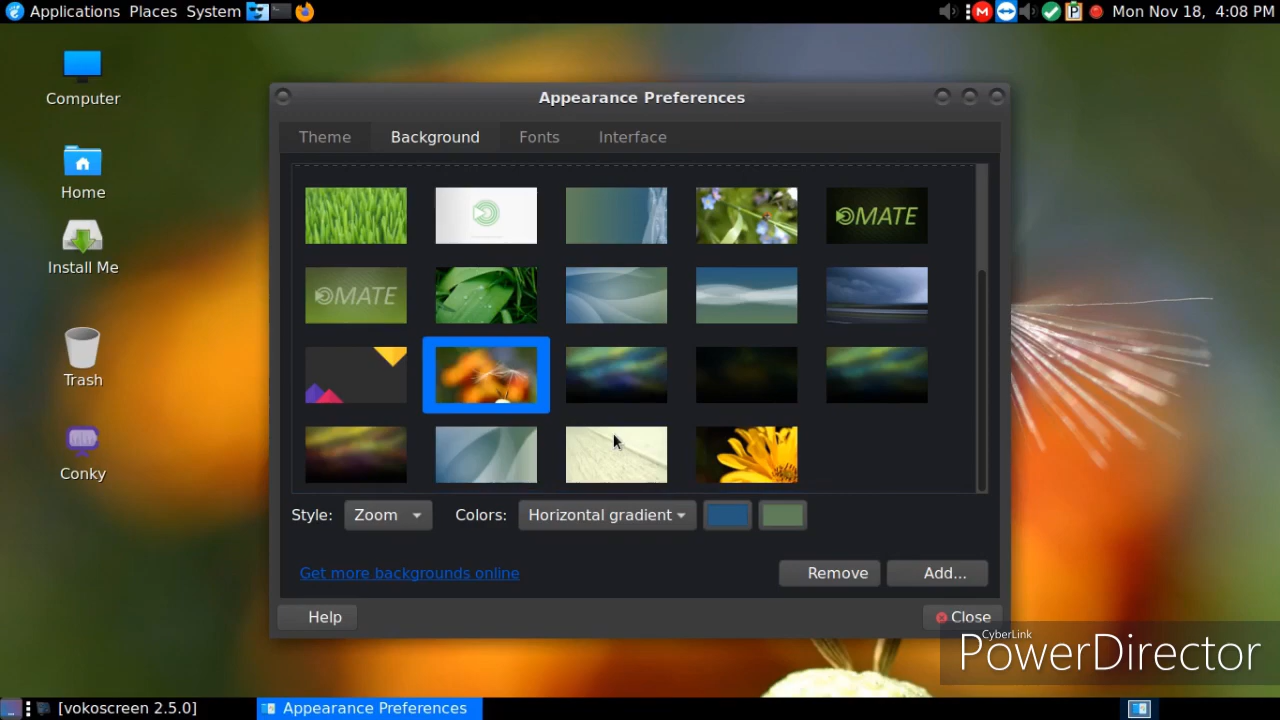 Applications Places System
Mon Nov 18, 4:08 PM
Computer
Home
Install Me
Trash
Conky
Appearance Preferences
Theme Background Fonts Interface
MATE
MATE
Style: Zoom Colors: Horizontal gradient
Get more backgrounds online
Remove Add...
Help Close
CyberLink
PowerDirector
[vokoscreen 2.5.0] Appearance Preferences